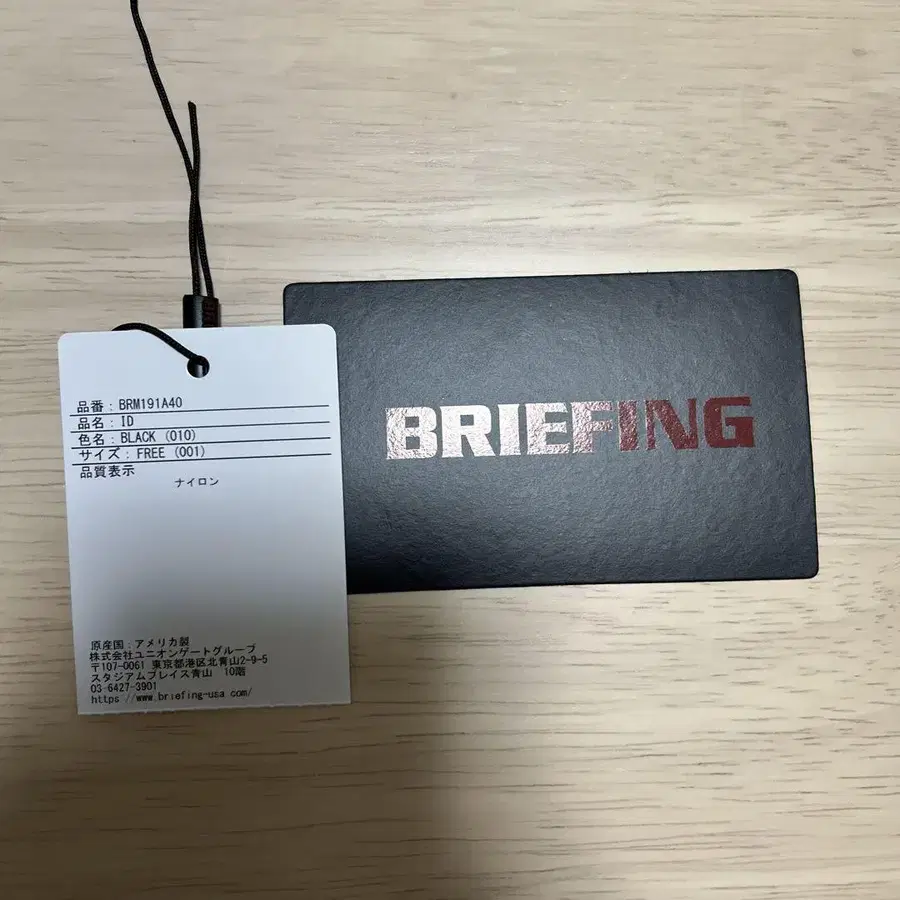 品番 : BRM191A40
品名 : ID
色名 : BLACK (010)
サイズ : FREE (001)
品質表示
ナイロン
原産国 : アメリカ製
株式会社ユニオンゲートグループ
〒107-0061 東京都港区北青山2-9-5
スタジアムプレイス青山 10階
03-6427-3901
https //www.briefing-usa com/
BRIEFING